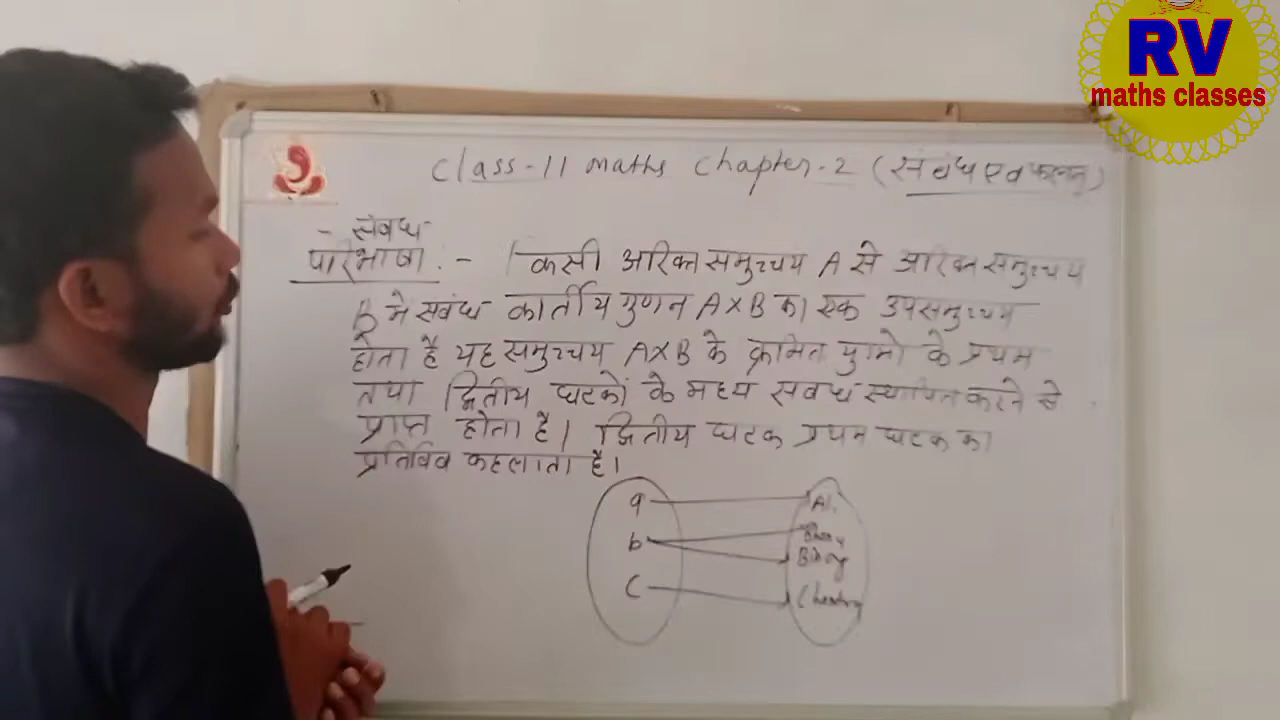 RV
maths classes
Class-11 maths Chapter-2 (संबंध एवं फलन)
- संबंध
परिभाषा :- किसी अरिक्त समुच्चय A से अरिक्त समुच्चय
B मे संबंध कार्तीय गुणन A×B का एक उपसमुच्चय
होता है यह समुच्चय A×B के क्रमित युग्मो के प्रथम
तथा द्वितीय घटकों के मध्य संबंध स्थापित करने से
प्राप्त होता है। द्वितीय घटक प्रथम घटक का
प्रतिबिंब कहलाता है।
a
b
C